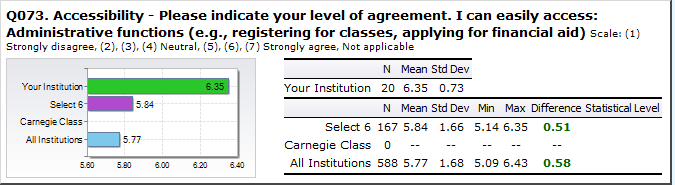 Q073. Accessibility - Please indicate your level of agreement. I can easily access:
Administrative functions (e.g., registering for classes, applying for financial aid) Scale: (1)
Strongly disagree, (2), (3), (4) Neutral, (5), (6), (7) Strongly agree, Not applicable
Your Institution 6.35
Select 6 5.84
Carnegie Class
All Institutions 5.77
5.60 5.80 6.00 6.20 6.40
N Mean Std Dev
Your Institution 20 6.35 0.73
N Mean Std Dev Min Max Difference Statistical Level
Select 6 167 5.84 1.66 5.14 6.35 0.51
Carnegie Class 0 -- -- -- -- --
All Institutions 588 5.77 1.68 5.09 6.43 0.58